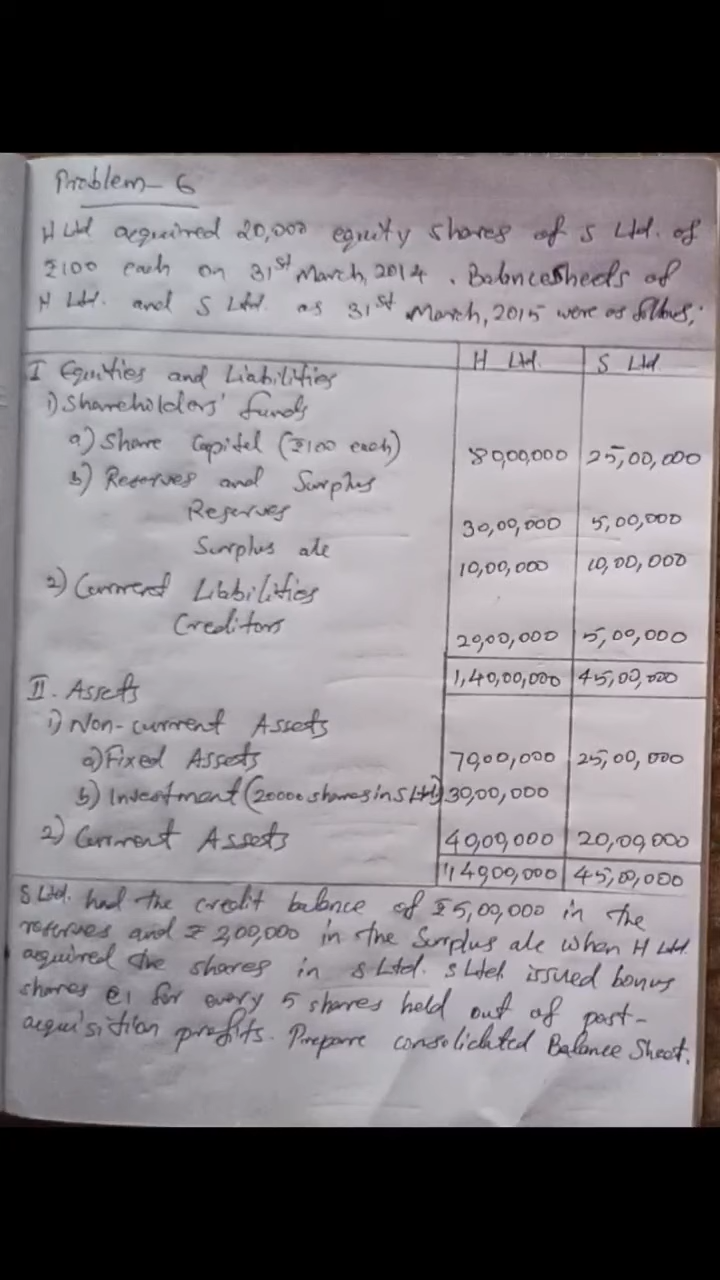 Problem-6
H Ltd acquired 20,000 equity shares of S Ltd. of
₹100 each on 31st March, 2014. Balancesheets of
H Ltd. and S Ltd. as 31st March, 2015 were as follows;
H Ltd. S Ltd.
I Equities and Liabilities
1) Shareholders' funds
a) Share Capital (₹100 each) 80,00,000 25,00,000
b) Reserves and Surplus
Reserves 30,00,000 5,00,000
Surplus a/c 10,00,000 10,00,000
2) Current Liabilities
Creditors 20,00,000 5,00,000
1,40,00,000 45,00,000
II. Assets
1) Non-current Assets
a) Fixed Assets 70,00,000 25,00,000
b) Investment (20000 shares in S Ltd) 30,00,000
2) Current Assets 40,00,000 20,00,000
1,40,00,000 45,00,000
S Ltd. had the credit balance of ₹5,00,000 in the
reserves and ₹ 2,00,000 in the Surplus a/c when H Ltd.
acquired the shares in S Ltd. S Ltd. issued bonus
shares @1 for every 5 shares held out of post-
acquisition profits. Prepare consolidated Balance Sheet.